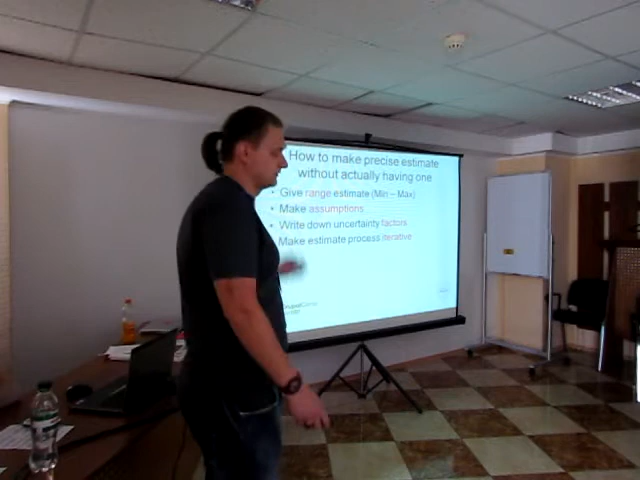 How to make precise estimate
without actually having one
Give range estimate (Min – Max)
Make assumptions
Write down uncertainty factors
Make estimate process iterative